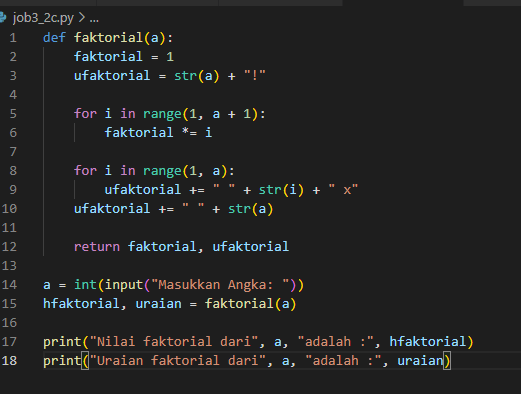 job3_2c.py > ...
1 def faktorial(a):
2     faktorial = 1
3     ufaktorial = str(a) + "!"
4
5     for i in range(1, a + 1):
6         faktorial *= i
7
8     for i in range(1, a):
9         ufaktorial += " " + str(i) + " x"
10     ufaktorial += " " + str(a)
11
12     return faktorial, ufaktorial
13
14 a = int(input("Masukkan Angka: "))
15 hfaktorial, uraian = faktorial(a)
16
17 print("Nilai faktorial dari", a, "adalah :", hfaktorial)
18 print("Uraian faktorial dari", a, "adalah :", uraian)